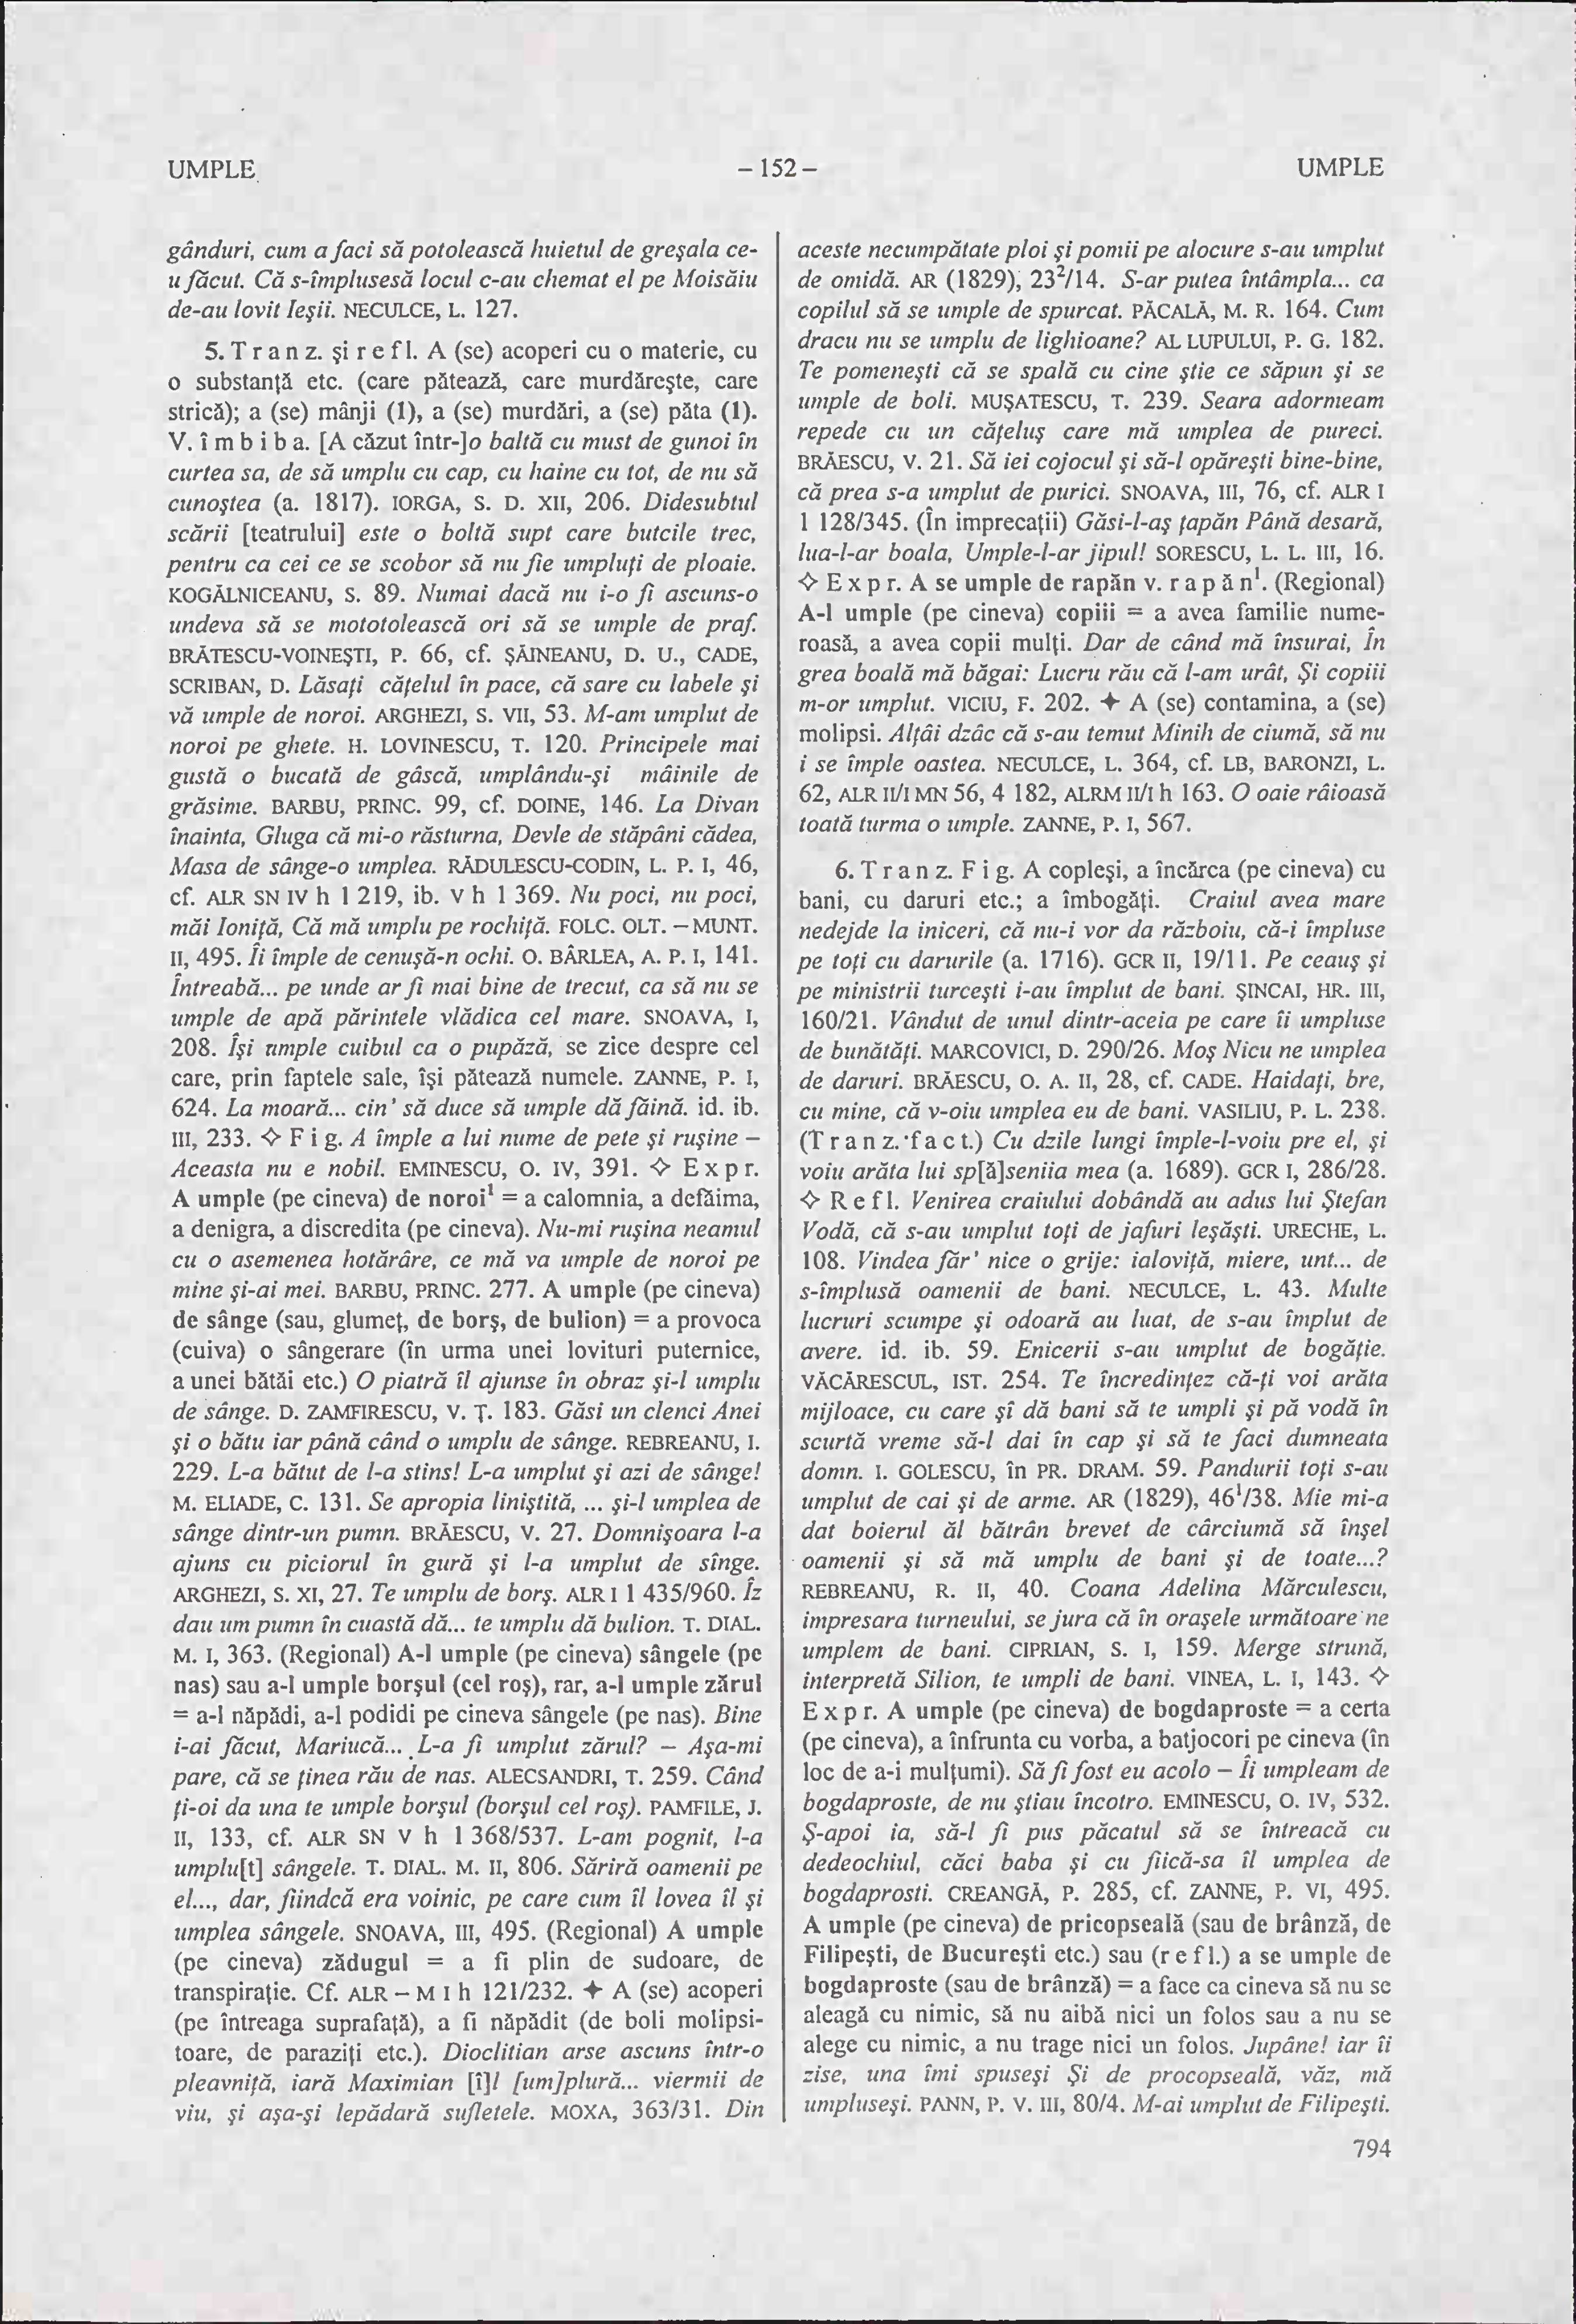 UMPLE
– 152 –
UMPLE
gânduri, cum a faci să potolească huietul de greşala ce-
u făcut. Că s-împlusesă locul c-au chemat el pe Moisăiu
de-au lovit Ieşii. NECULCE, L. 127.
5. T r a n z. şi r e f l. A (se) acoperi cu o materie, cu
o substanţă etc. (care pătează, care murdăreşte, care
strică); a (se) mânji (1), a (se) murdări, a (se) păta (1).
V. î m b i b a. [A căzut într-]o baltă cu must de gunoi în
curtea sa, de să umplu cu cap, cu haine cu tot, de nu să
cunoştea (a. 1817). IORGA, S. D. XII, 206. Didesubtul
scării [teatrului] este o boltă supt care butcile trec,
pentru ca cei ce se scobor să nu fie umpluţi de ploaie.
KOGĂLNICEANU, S. 89. Numai dacă nu i-o fi ascuns-o
undeva să se mototolească ori să se umple de praf.
BRĂTESCU-VOINEŞTI, P. 66, cf. ŞĂINEANU, D. U., CADE,
SCRIBAN, D. Lăsaţi căţelul în pace, că sare cu labele şi
vă umple de noroi. ARGHEZI, S. VII, 53. M-am umplut de
noroi pe ghete. H. LOVINESCU, T. 120. Principele mai
gustă o bucată de gâscă, umplându-şi mâinile de
grăsime. BARBU, PRINC. 99, cf. DOINE, 146. La Divan
înainta, Gluga că mi-o răsturna, Devle de stăpâni cădea,
Masa de sânge-o umplea. RĂDULESCU-CODIN, L. P. I, 46,
cf. ALR SN IV h 1 219, ib. V h 1 369. Nu poci, nu poci,
măi Ioniţă, Că mă umplu pe rochiţă. FOLC. OLT. – MUNT.
II, 495. Îi împle de cenuşă-n ochi. O. BÂRLEA, A. P. I, 141.
Întreabă... pe unde ar fi mai bine de trecut, ca să nu se
umple de apă părintele vlădica cel mare. SNOAVA, I,
208. Îşi umple cuibul ca o pupăză, se zice despre cel
care, prin faptele sale, îşi pătează numele. ZANNE, P. I,
624. La moară... cin' să duce să umple dă făină. id. ib.
III, 233. ◇ F i g. A împle a lui nume de pete şi ruşine –
Aceasta nu e nobil. EMINESCU, O. IV, 391. ◇ E x p r.
A umple (pe cineva) de noroi¹ = a calomnia, a defăima,
a denigra, a discredita (pe cineva). Nu-mi ruşina neamul
cu o asemenea hotărâre, ce mă va umple de noroi pe
mine şi-ai mei. BARBU, PRINC. 277. A umple (pe cineva)
de sânge (sau, glumeţ, de borş, de bulion) = a provoca
(cuiva) o sângerare (în urma unei lovituri puternice,
a unei bătăi etc.) O piatră îl ajunse în obraz şi-l umplu
de sânge. D. ZAMFIRESCU, V. Ţ. 183. Găsi un clenci Anei
şi o bătu iar până când o umplu de sânge. REBREANU, I.
229. L-a bătut de l-a stins! L-a umplut şi azi de sânge!
M. ELIADE, C. 131. Se apropia liniştită, ... şi-l umplea de
sânge dintr-un pumn. BRĂESCU, V. 27. Domnişoara l-a
ajuns cu piciorul în gură şi l-a umplut de sînge.
ARGHEZI, S. XI, 27. Te umplu de borş. ALR I 1 435/960. Îz
dau um pumn în cuastă dă... te umplu dă bulion. T. DIAL.
M. I, 363. (Regional) A-l umple (pe cineva) sângele (pe
nas) sau a-l umple borşul (cel roş), rar, a-l umple zărul
= a-l năpădi, a-l podidi pe cineva sângele (pe nas). Bine
i-ai făcut, Mariucă... L-a fi umplut zărul? – Aşa-mi
pare, că se ţinea rău de nas. ALECSANDRI, T. 259. Când
ţi-oi da una te umple borşul (borşul cel roş). PAMFILE, J.
II, 133, cf. ALR SN V h 1 368/537. L-am pognit, l-a
umplu[t] sângele. T. DIAL. M. II, 806. Săriră oamenii pe
el..., dar, fiindcă era voinic, pe care cum îl lovea îl şi
umplea sângele. SNOAVA, III, 495. (Regional) A umple
(pe cineva) zădugul = a fi plin de sudoare, de
transpiraţie. Cf. ALR – M I h 121/232. ✦ A (se) acoperi
(pe întreaga suprafaţă), a fi năpădit (de boli molipsi-
toare, de paraziţi etc.). Dioclitian arse ascuns într-o
pleavniţă, iară Maximian [î]l [um]plură... viermii de
viu, şi aşa-şi lepădară sufletele. MOXA, 363/31. Din
aceste necumpătate ploi şi pomii pe alocure s-au umplut
de omidă. AR (1829), 23²/14. S-ar putea întâmpla... ca
copilul să se umple de spurcat. PĂCALĂ, M. R. 164. Cum
dracu nu se umplu de lighioane? AL LUPULUI, P. G. 182.
Te pomeneşti că se spală cu cine ştie ce săpun şi se
umple de boli. MUŞATESCU, T. 239. Seara adormeam
repede cu un căţeluş care mă umplea de pureci.
BRĂESCU, V. 21. Să iei cojocul şi să-l opăreşti bine-bine,
că prea s-a umplut de purici. SNOAVA, III, 76, cf. ALR I
1 128/345. (În imprecaţii) Găsi-l-aş ţapăn Până desară,
lua-l-ar boala, Umple-l-ar jipul! SORESCU, L. L. III, 16.
◇ E x p r. A se umple de rapăn v. r a p ă n¹. (Regional)
A-l umple (pe cineva) copiii = a avea familie nume-
roasă, a avea copii mulţi. Dar de când mă însurai, În
grea boală mă băgai: Lucru rău că l-am urât, Şi copiii
m-or umplut. VICIU, F. 202. ✦ A (se) contamina, a (se)
molipsi. Alţâi dzâc că s-au temut Minih de ciumă, să nu
i se împle oastea. NECULCE, L. 364, cf. LB, BARONZI, L.
62, ALR II/I MN 56, 4 182, ALRM II/I h 163. O oaie râioasă
toată turma o umple. ZANNE, P. I, 567.
6. T r a n z. F i g. A copleşi, a încărca (pe cineva) cu
bani, cu daruri etc.; a îmbogăţi. Craiul avea mare
nedejde la iniceri, că nu-i vor da războiu, că-i împluse
pe toţi cu darurile (a. 1716). GCR II, 19/11. Pe ceauş şi
pe ministrii turceşti i-au împlut de bani. ŞINCAI, HR. III,
160/21. Vândut de unul dintr-aceia pe care îi umpluse
de bunătăţi. MARCOVICI, D. 290/26. Moş Nicu ne umplea
de daruri. BRĂESCU, O. A. II, 28, cf. CADE. Haidaţi, bre,
cu mine, că v-oiu umplea eu de bani. VASILIU, P. L. 238.
(T r a n z. f a c t.) Cu dzile lungi împle-l-voiu pre el, şi
voiu arăta lui sp[ă]seniia mea (a. 1689). GCR I, 286/28.
◇ R e f l. Venirea craiului dobândă au adus lui Ştefan
Vodă, că s-au umplut toţi de jafuri leşăşti. URECHE, L.
108. Vindea făr' nice o grije: ialoviţă, miere, unt... de
s-împlusă oamenii de bani. NECULCE, L. 43. Multe
lucruri scumpe şi odoară au luat, de s-au împlut de
avere. id. ib. 59. Enicerii s-au umplut de bogăţie.
VĂCĂRESCUL, IST. 254. Te încredinţez că-ţi voi arăta
mijloace, cu care şî dă bani să te umpli şi pă vodă în
scurtă vreme să-l dai în cap şi să te faci dumneata
domn. I. GOLESCU, în PR. DRAM. 59. Pandurii toţi s-au
umplut de cai şi de arme. AR (1829), 46¹/38. Mie mi-a
dat boierul ăl bătrân brevet de cârciumă să înşel
oamenii şi să mă umplu de bani şi de toate...?
REBREANU, R. II, 40. Coana Adelina Mărculescu,
impresara turneului, se jura că în oraşele următoare ne
umplem de bani. CIPRIAN, S. I, 159. Merge strună,
interpretă Silion, te umpli de bani. VINEA, L. I, 143. ◇
E x p r. A umple (pe cineva) de bogdaproste = a certa
(pe cineva), a înfrunta cu vorba, a batjocori pe cineva (în
loc de a-i mulţumi). Să fi fost eu acolo – Îi umpleam de
bogdaproste, de nu ştiau încotro. EMINESCU, O. IV, 532.
Ş-apoi ia, să-l fi pus păcatul să se întreacă cu
dedeochiul, căci baba şi cu fiică-sa îl umplea de
bogdaprosti. CREANGĂ, P. 285, cf. ZANNE, P. VI, 495.
A umple (pe cineva) de pricopseală (sau de brânză, de
Filipeşti, de Bucureşti etc.) sau (r e f l.) a se umple de
bogdaproste (sau de brânză) = a face ca cineva să nu se
aleagă cu nimic, să nu aibă nici un folos sau a nu se
alege cu nimic, a nu trage nici un folos. Jupâne! iar îi
zise, una îmi spuseşi Şi de procopseală, văz, mă
umpluseşi. PANN, P. V. III, 80/4. M-ai umplut de Filipeşti.
794